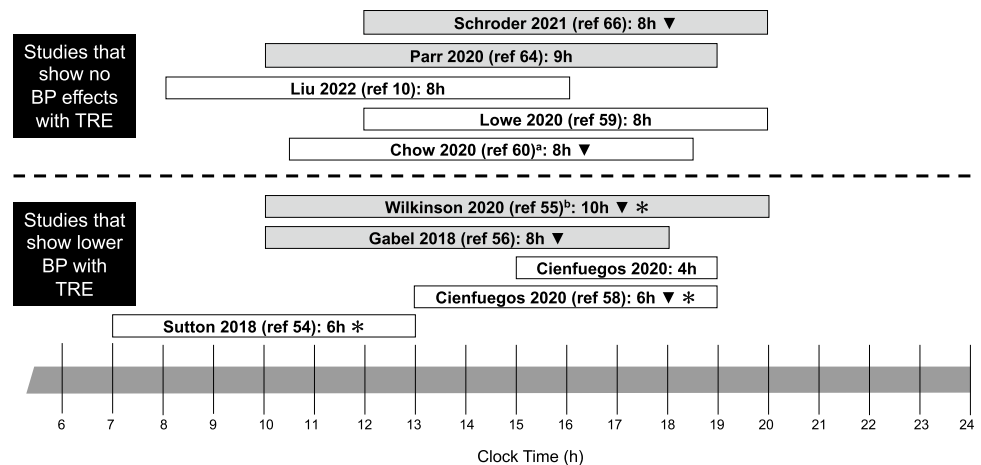 Studies that
show no
BP effects
with TRE
Schroder 2021 (ref 66): 8h ▼
Parr 2020 (ref 64): 9h
Liu 2022 (ref 10): 8h
Lowe 2020 (ref 59): 8h
Chow 2020 (ref 60)ᵃ: 8h ▼
Studies that
show lower
BP with
TRE
Wilkinson 2020 (ref 55)ᵇ: 10h ▼ *
Gabel 2018 (ref 56): 8h ▼
Cienfuegos 2020: 4h
Cienfuegos 2020 (ref 58): 6h ▼ *
Sutton 2018 (ref 54): 6h *
6 7 8 9 10 11 12 13 14 15 16 17 18 19 20 21 22 23 24
Clock Time (h)